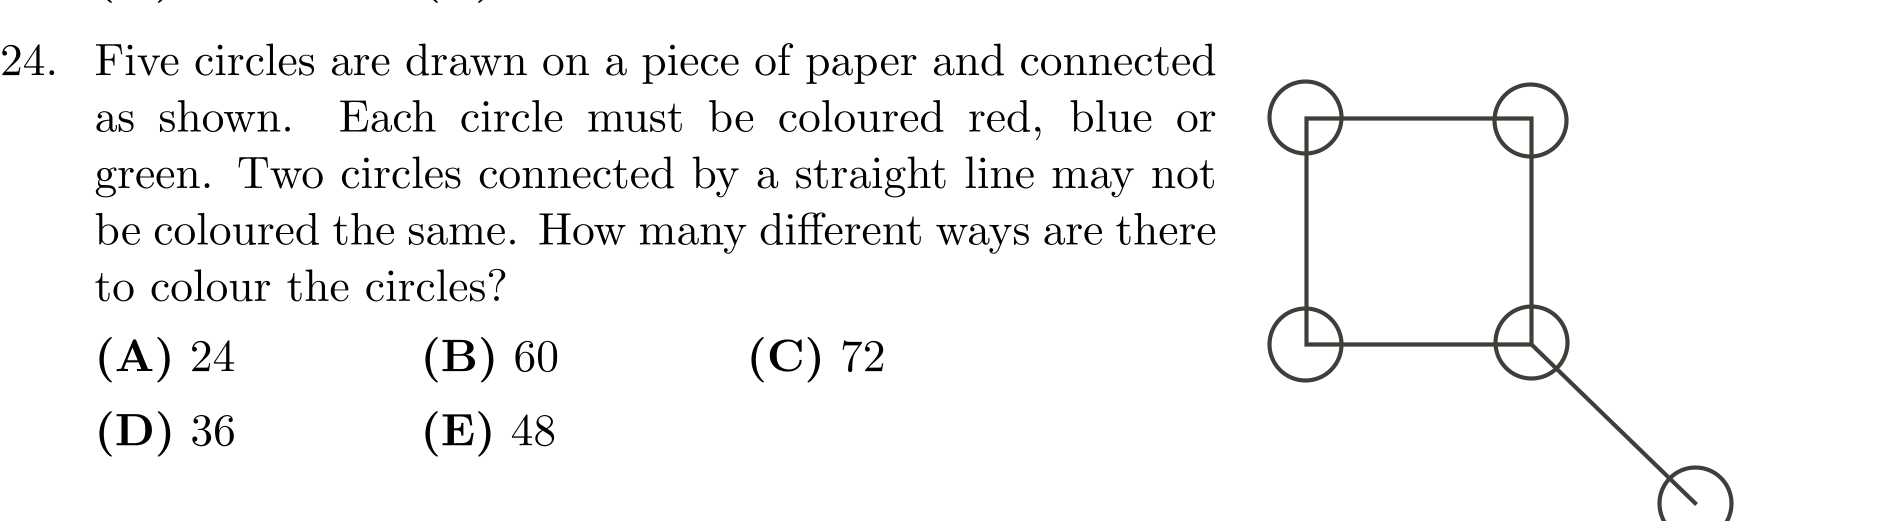 24. Five circles are drawn on a piece of paper and connected
as shown. Each circle must be coloured red, blue or
green. Two circles connected by a straight line may not
be coloured the same. How many different ways are there
to colour the circles?
(A) 24 (B) 60 (C) 72
(D) 36 (E) 48